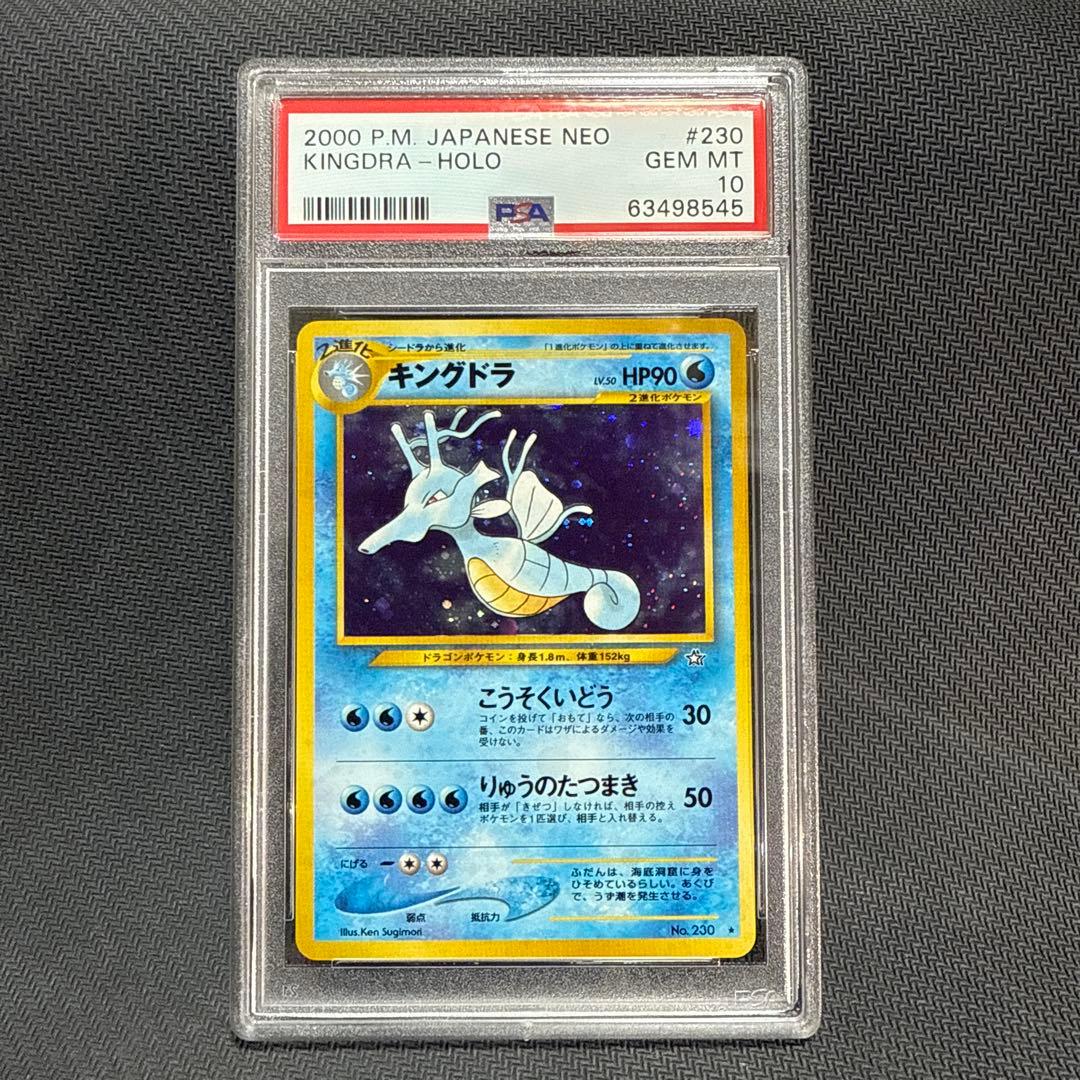 2000 P.M. JAPANESE NEO #230
KINGDRA - HOLO GEM MT
10
PSA 63498545
2進化
シードラから進化 「1進化ポケモン」の上に重ねて進化させます。
キングドラ LV.50 HP90
2進化ポケモン
ドラゴンポケモン：身長1.8m、体重152kg
こうそくいどう
コインを投げて「おもて」なら、次の相手の
番、このカードはワザによるダメージや効果を
受けない。
30
りゅうのたつまき
相手が「きぜつ」しなければ、相手の控え
ポケモンを1匹選び、相手と入れ替える。
50
にげる
ふだんは、海底洞窟に身を
ひそめているらしい。あくび
で、うず潮を発生させる。
弱点 抵抗力
Illus.Ken Sugimori No. 230 ★